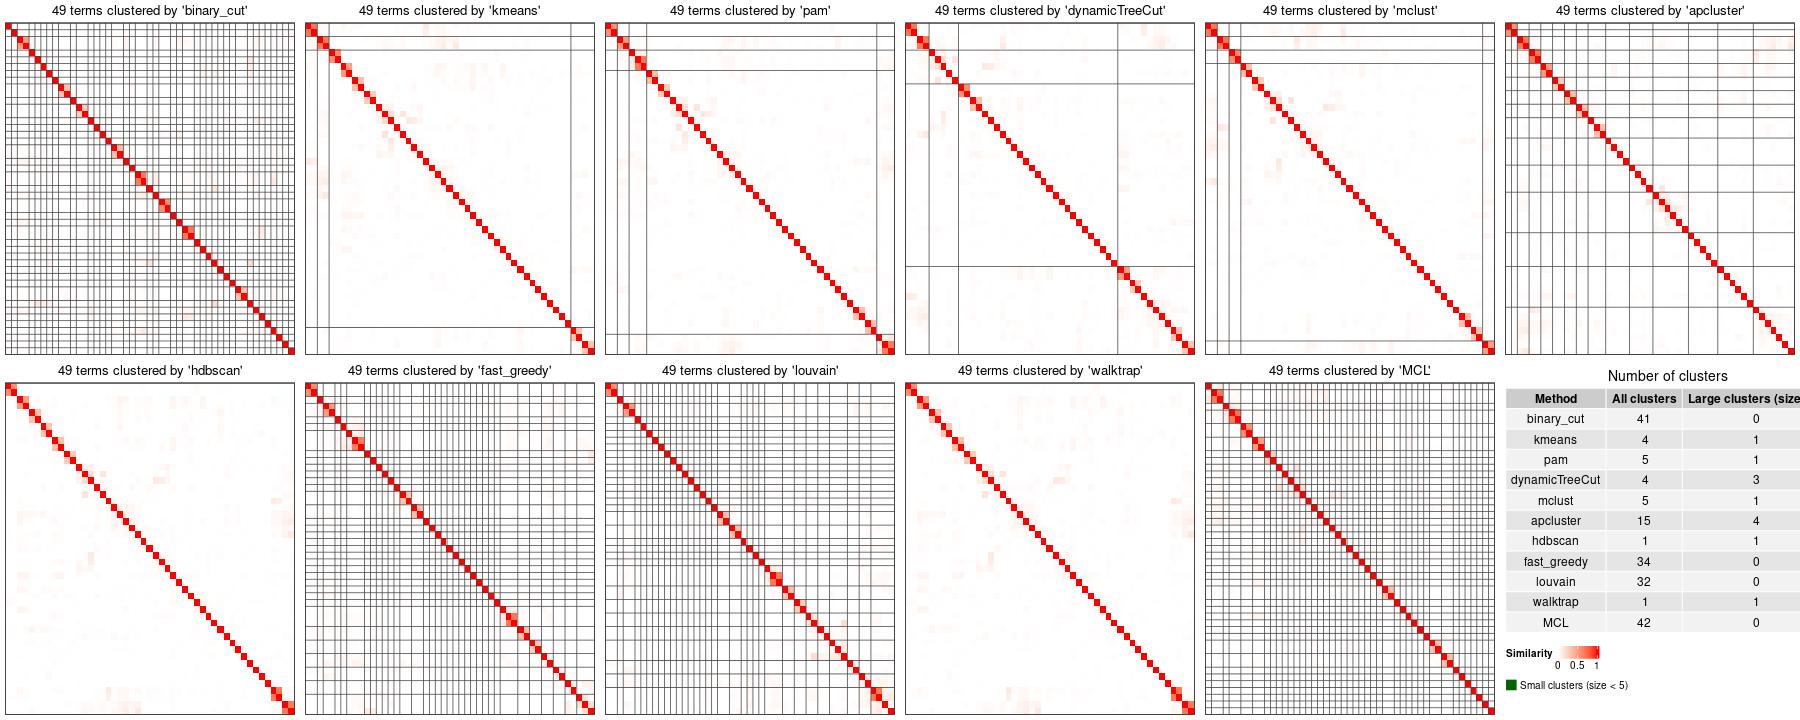 49 terms clustered by 'binary_cut'
49 terms clustered by 'kmeans'
49 terms clustered by 'pam'
49 terms clustered by 'dynamicTreeCut'
49 terms clustered by 'mclust'
49 terms clustered by 'apcluster'
49 terms clustered by 'hdbscan'
49 terms clustered by 'fast_greedy'
49 terms clustered by 'louvain'
49 terms clustered by 'walktrap'
49 terms clustered by 'MCL'
Number of clusters
Method All clusters Large clusters (size
binary_cut 41 0
kmeans 4 1
pam 5 1
dynamicTreeCut 4 3
mclust 5 1
apcluster 15 4
hdbscan 1 1
fast_greedy 34 0
louvain 32 0
walktrap 1 1
MCL 42 0
Similarity
0 0.5 1
Small clusters (size < 5)